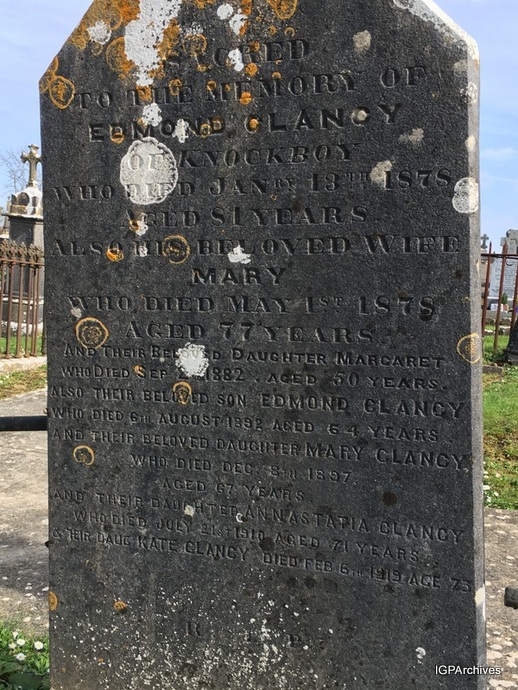 SACRED
TO THE MEMORY OF
EDMOND CLANCY
OF KNOCKBOY
WHO DIED JANRY 13TH 1878
AGED 81 YEARS
ALSO HIS BELOVED WIFE
MARY
WHO DIED MAY 1ST 1878
AGED 77 YEARS
AND THEIR BELOVED DAUGHTER MARGARET
WHO DIED SEP 1882. AGED 50 YEARS.
ALSO THEIR BELOVED SON EDMOND CLANCY
WHO DIED 6TH AUGUST 1892 AGED 64 YEARS.
AND THEIR BELOVED DAUGHTER MARY CLANCY
WHO DIED DEC. 8TH 1897.
AGED 67 YEARS
AND THEIR DAUGHTER ANNASTATIA CLANCY
WHO DIED JULY 21ST 1910 AGED 71 YEARS.
& THEIR DAUG. KATE CLANCY DIED FEB 6TH 1919 AGE 73
R I P
IGPArchives